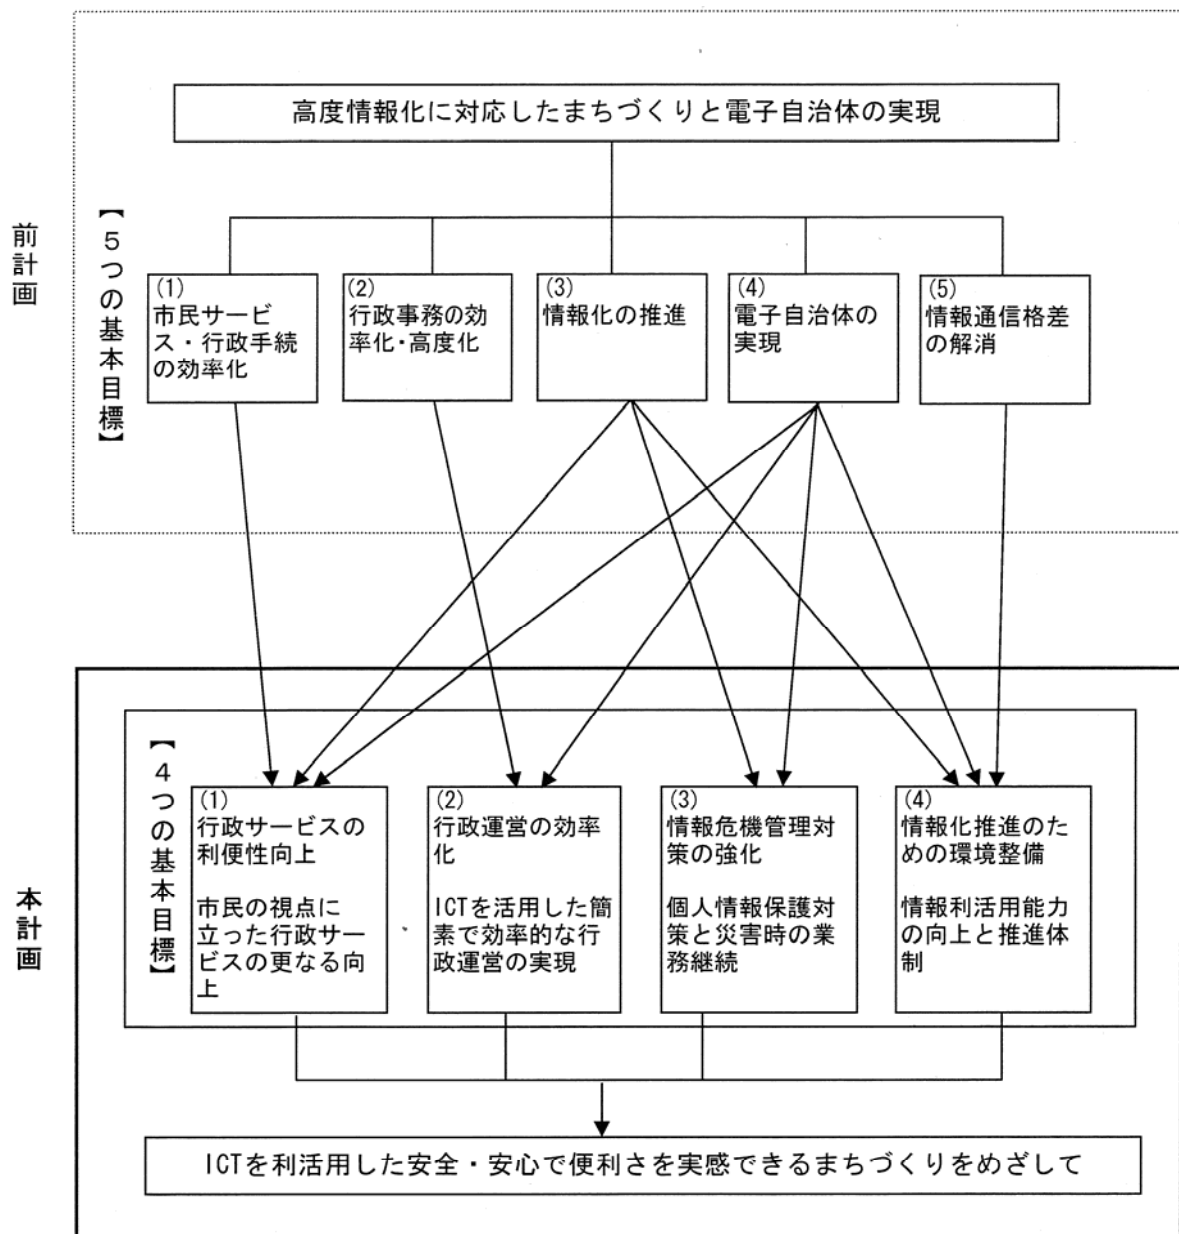 高度情報化に対応したまちづくりと電子自治体の実現
前計画
【５つの基本目標】
(1)
市民サービ
ス・行政手続
の効率化
(2)
行政事務の効
率化・高度化
(3)
情報化の推進
(4)
電子自治体の
実現
(5)
情報通信格差
の解消
本計画
【４つの基本目標】
(1)
行政サービスの
利便性向上
市民の視点に
立った行政サー
ビスの更なる向
上
(2)
行政運営の効率
化
ICTを活用した簡
素で効率的な行
政運営の実現
(3)
情報危機管理対
策の強化
個人情報保護対
策と災害時の業
務継続
(4)
情報化推進のた
めの環境整備
情報利活用能力
の向上と推進体
制
ICTを利活用した安全・安心で便利さを実感できるまちづくりをめざして